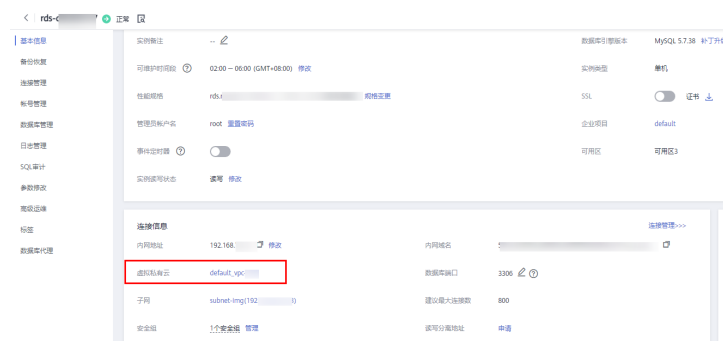 rds- 正常
基本信息
备份恢复
连接管理
帐号管理
数据库管理
日志管理
SQL审计
参数修改
高级运维
标签
数据库代理
实例备注 -- 数据库引擎版本 MySQL 5.7.38 补丁升
可维护时间段 02:00 – 06:00 (GMT+08:00) 修改 实例类型 单机
性能规格 rds. 规格变更 SSL 证书
管理员帐户名 root 重置密码 企业项目 default
事件定时器 可用区 可用区3
实例读写状态 读写 修改
连接信息 连接管理>>>
内网地址 192.168. 修改 内网域名
虚拟私有云 default_vpc 数据库端口 3306
子网 subnet-lmg(192. ) 建议最大连接数 800
安全组 1个安全组 管理 读写分离地址 申请